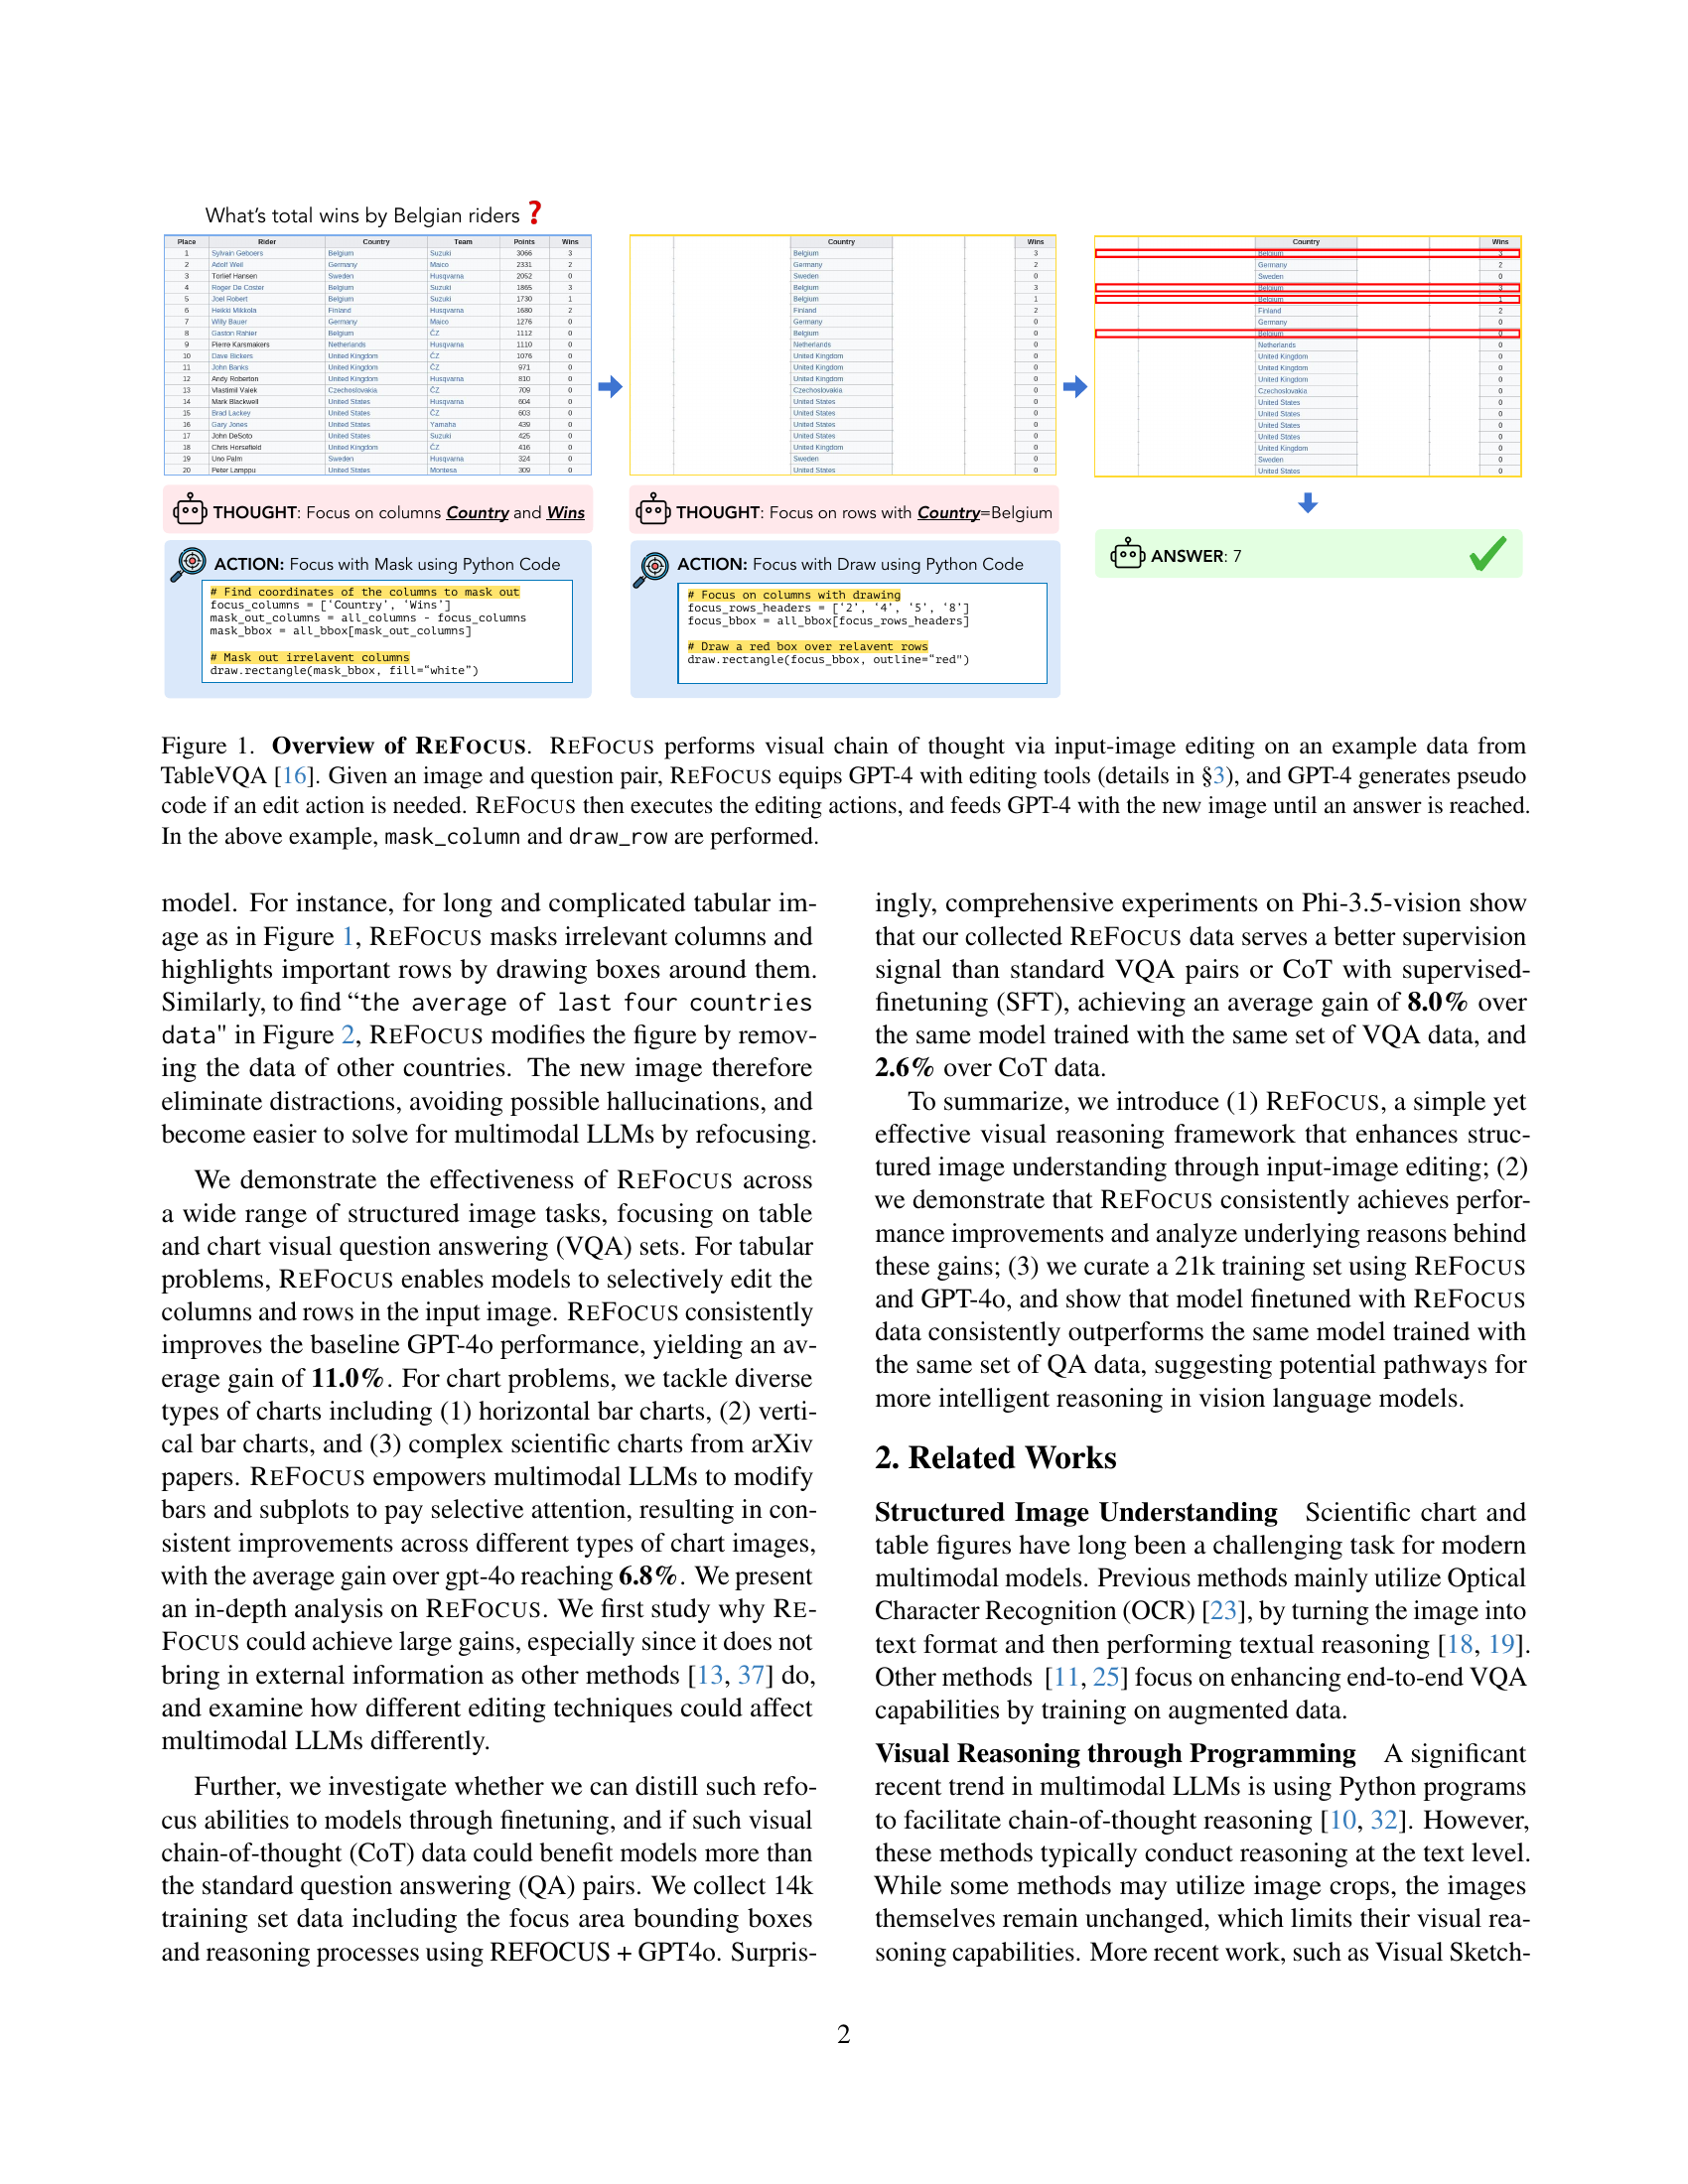 What's total wins by Belgian riders ?
Place Rider Country Team Points Wins
1 Sylvain Geboers Belgium Suzuki 3066 3
2 Adolf Weil Germany Maico 2331 2
3 Torlief Hansen Sweden Husqvarna 2052 0
4 Roger De Coster Belgium Suzuki 1865 3
5 Joel Robert Belgium Suzuki 1730 1
6 Heikki Mikkola Finland Husqvarna 1680 2
7 Willy Bauer Germany Maico 1276 0
8 Gaston Rahier Belgium ČZ 1112 0
9 Pierre Karsmakers Netherlands Husqvarna 1110 0
10 Dave Bickers United Kingdom ČZ 1076 0
11 John Banks United Kingdom ČZ 971 0
12 Andy Roberton United Kingdom Husqvarna 810 0
13 Vlastimil Valek Czechoslovakia ČZ 709 0
14 Mark Blackwell United States Husqvarna 604 0
15 Brad Lackey United States ČZ 603 0
16 Gary Jones United States Yamaha 439 0
17 John DeSoto United States Suzuki 425 0
18 Chris Horsefield United Kingdom ČZ 416 0
19 Uno Palm Sweden Husqvarna 324 0
20 Peter Lamppu United States Montesa 309 0
THOUGHT: Focus on columns Country and Wins
ACTION: Focus with Mask using Python Code
# Find coordinates of the columns to mask out
focus_columns = ['Country', 'Wins']
mask_out_columns = all_columns - focus_columns
mask_bbox = all_bbox[mask_out_columns]
# Mask out irrelavent columns
draw.rectangle(mask_bbox, fill="white")
Country Wins
Belgium 3
Germany 2
Sweden 0
Belgium 3
Belgium 1
Finland 2
Germany 0
Belgium 0
Netherlands 0
United Kingdom 0
United Kingdom 0
United Kingdom 0
Czechoslovakia 0
United States 0
United States 0
United States 0
United States 0
United Kingdom 0
Sweden 0
United States 0
THOUGHT: Focus on rows with Country=Belgium
ACTION: Focus with Draw using Python Code
# Focus on columns with drawing
focus_rows_headers = ['2', '4', '5', '8']
focus_bbox = all_bbox[focus_rows_headers]
# Draw a red box over relavent rows
draw.rectangle(focus_bbox, outline="red")
Country Wins
Belgium 3
Germany 2
Sweden 0
Belgium 3
Belgium 1
Finland 2
Germany 0
Belgium 0
Netherlands 0
United Kingdom 0
United Kingdom 0
United Kingdom 0
Czechoslovakia 0
United States 0
United States 0
United States 0
United States 0
United Kingdom 0
Sweden 0
United States 0
ANSWER: 7
Figure 1. Overview of REFOCUS. REFOCUS performs visual chain of thought via input-image editing on an example data from
TableVQA [16]. Given an image and question pair, REFOCUS equips GPT-4 with editing tools (details in §3), and GPT-4 generates pseudo
code if an edit action is needed. REFOCUS then executes the editing actions, and feeds GPT-4 with the new image until an answer is reached.
In the above example, mask_column and draw_row are performed.
model. For instance, for long and complicated tabular im-
age as in Figure 1, REFOCUS masks irrelevant columns and
highlights important rows by drawing boxes around them.
Similarly, to find “the average of last four countries
data" in Figure 2, REFOCUS modifies the figure by remov-
ing the data of other countries. The new image therefore
eliminate distractions, avoiding possible hallucinations, and
become easier to solve for multimodal LLMs by refocusing.
We demonstrate the effectiveness of REFOCUS across
a wide range of structured image tasks, focusing on table
and chart visual question answering (VQA) sets. For tabular
problems, REFOCUS enables models to selectively edit the
columns and rows in the input image. REFOCUS consistently
improves the baseline GPT-4o performance, yielding an av-
erage gain of 11.0%. For chart problems, we tackle diverse
types of charts including (1) horizontal bar charts, (2) verti-
cal bar charts, and (3) complex scientific charts from arXiv
papers. REFOCUS empowers multimodal LLMs to modify
bars and subplots to pay selective attention, resulting in con-
sistent improvements across different types of chart images,
with the average gain over gpt-4o reaching 6.8%. We present
an in-depth analysis on REFOCUS. We first study why RE-
FOCUS could achieve large gains, especially since it does not
bring in external information as other methods [13, 37] do,
and examine how different editing techniques could affect
multimodal LLMs differently.
Further, we investigate whether we can distill such refo-
cus abilities to models through finetuning, and if such visual
chain-of-thought (CoT) data could benefit models more than
the standard question answering (QA) pairs. We collect 14k
training set data including the focus area bounding boxes
and reasoning processes using REFOCUS + GPT4o. Surpris-
ingly, comprehensive experiments on Phi-3.5-vision show
that our collected REFOCUS data serves a better supervision
signal than standard VQA pairs or CoT with supervised-
finetuning (SFT), achieving an average gain of 8.0% over
the same model trained with the same set of VQA data, and
2.6% over CoT data.
To summarize, we introduce (1) REFOCUS, a simple yet
effective visual reasoning framework that enhances struc-
tured image understanding through input-image editing; (2)
we demonstrate that REFOCUS consistently achieves perfor-
mance improvements and analyze underlying reasons behind
these gains; (3) we curate a 21k training set using REFOCUS
and GPT-4o, and show that model finetuned with REFOCUS
data consistently outperforms the same model trained with
the same set of QA data, suggesting potential pathways for
more intelligent reasoning in vision language models.
2. Related Works
Structured Image Understanding Scientific chart and
table figures have long been a challenging task for modern
multimodal models. Previous methods mainly utilize Optical
Character Recognition (OCR) [23], by turning the image into
text format and then performing textual reasoning [18, 19].
Other methods [11, 25] focus on enhancing end-to-end VQA
capabilities by training on augmented data.
Visual Reasoning through Programming A significant
recent trend in multimodal LLMs is using Python programs
to facilitate chain-of-thought reasoning [10, 32]. However,
these methods typically conduct reasoning at the text level.
While some methods may utilize image crops, the images
themselves remain unchanged, which limits their visual rea-
soning capabilities. More recent work, such as Visual Sketch-
2